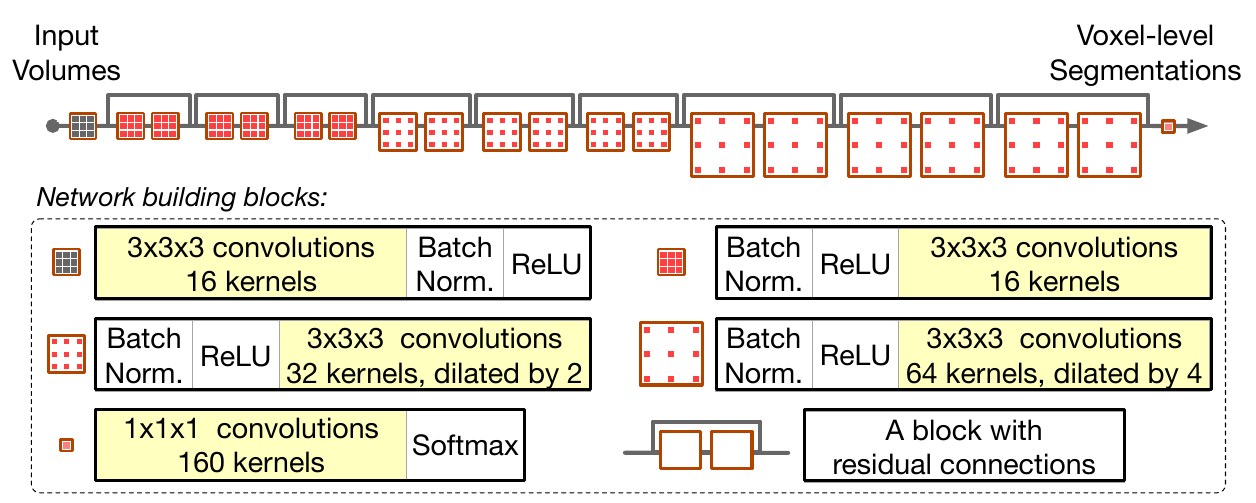 Input
Volumes
Voxel-level
Segmentations
Network building blocks:
3x3x3 convolutions
16 kernels
Batch
Norm.
ReLU
Batch
Norm.
ReLU
3x3x3 convolutions
16 kernels
Batch
Norm.
ReLU
3x3x3 convolutions
32 kernels, dilated by 2
Batch
Norm.
ReLU
3x3x3 convolutions
64 kernels, dilated by 4
1x1x1 convolutions
160 kernels
Softmax
A block with
residual connections